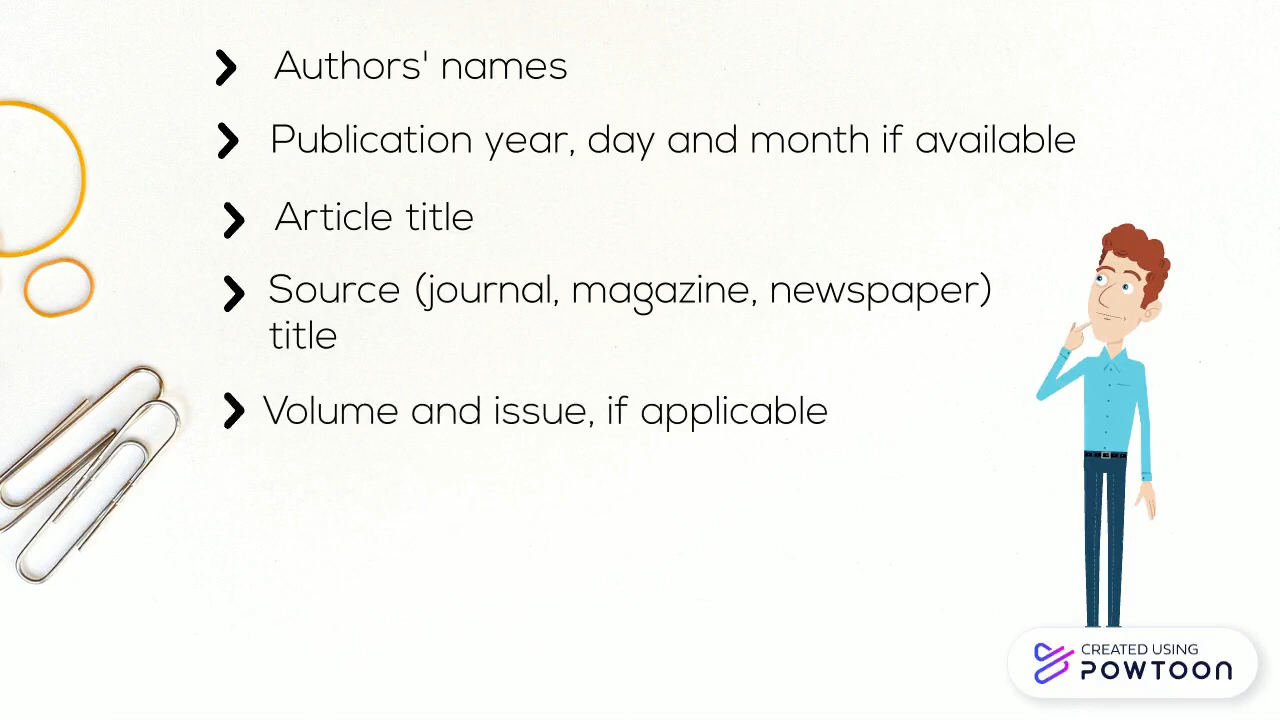 Authors' names
Publication year, day and month if available
Article title
Source (journal, magazine, newspaper)
title
Volume and issue, if applicable
CREATED USING
POWTOON